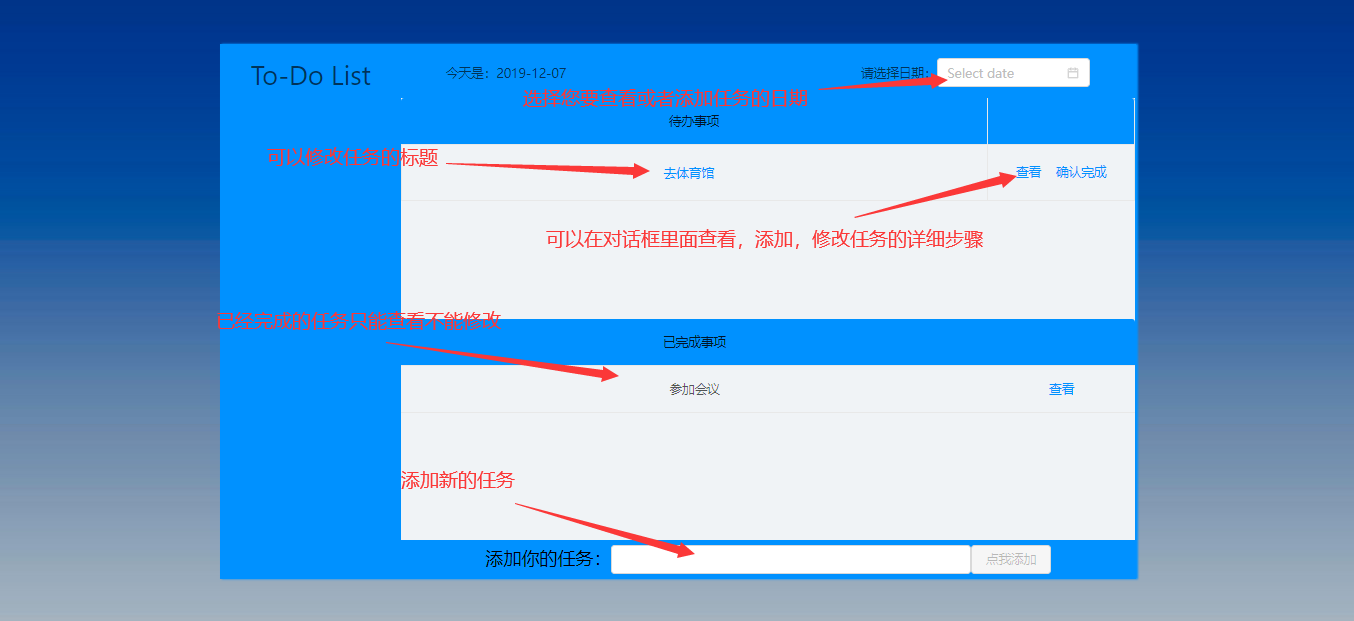 To-Do List
今天是：2019-12-07
请选择日期：
Select date
选择您要查看或者添加任务的日期
待办事项
可以修改任务的标题
去体育馆
查看 确认完成
可以在对话框里面查看，添加，修改任务的详细步骤
已经完成的任务只能查看不能修改
已完成事项
参加会议
查看
添加新的任务
添加你的任务：
点我添加